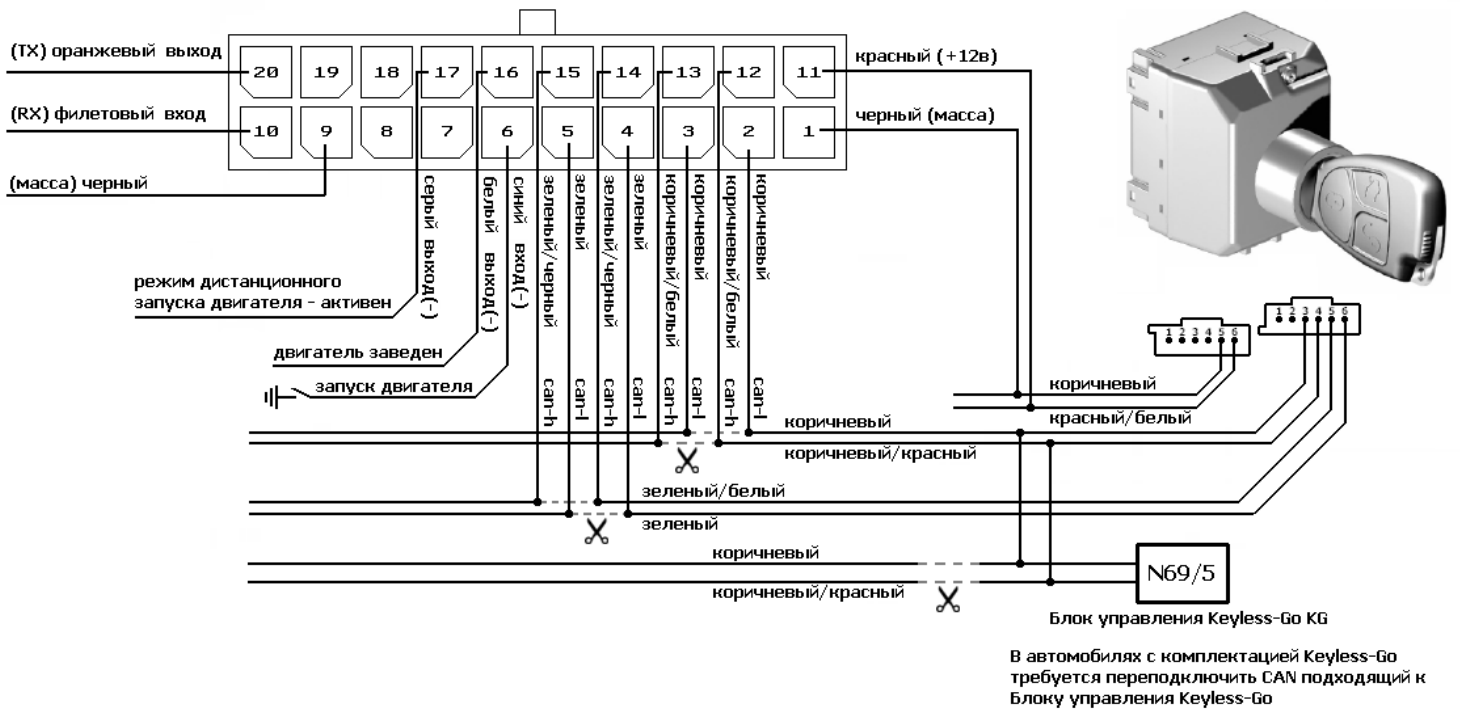 (TX) оранжевый выход
(RX) филетовый вход
(масса) черный
20 19 18 17 16 15 14 13 12 11
10 9 8 7 6 5 4 3 2 1
красный (+12в)
черный (масса)
серый выход(-)
белый выход(-)
синий вход(-)
зеленый/черный
зеленый
зеленый/черный
зеленый
коричневый/белый
коричневый
коричневый/белый
коричневый
can-h
can-l
can-h
can-l
can-h
can-l
can-h
can-l
режим дистанционного
запуска двигателя - активен
двигатель заведен
запуск двигателя
1 2 3 4 5 6
1 2 3 4 5 6
коричневый
красный/белый
коричневый
коричневый/красный
зеленый/белый
зеленый
коричневый
коричневый/красный
N69/5
Блок управления Keyless-Go KG
В автомобилях с комплектацией Keyless-Go
требуется переподключить CAN подходящий к
Блоку управления Keyless-Go